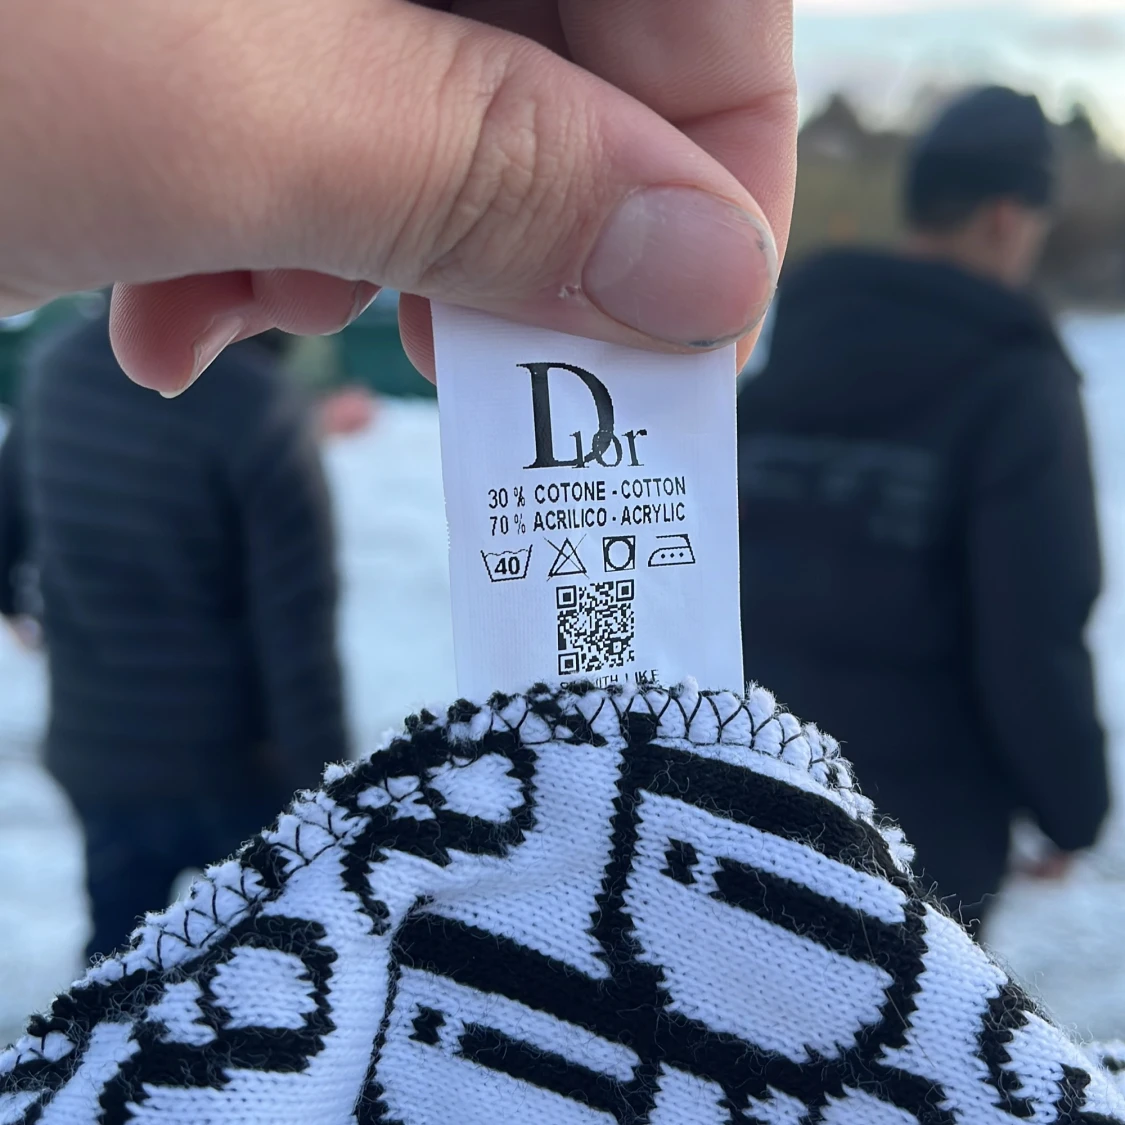 Dior
30% COTONE - COTTON
70% ACRILICO - ACRYLIC
40